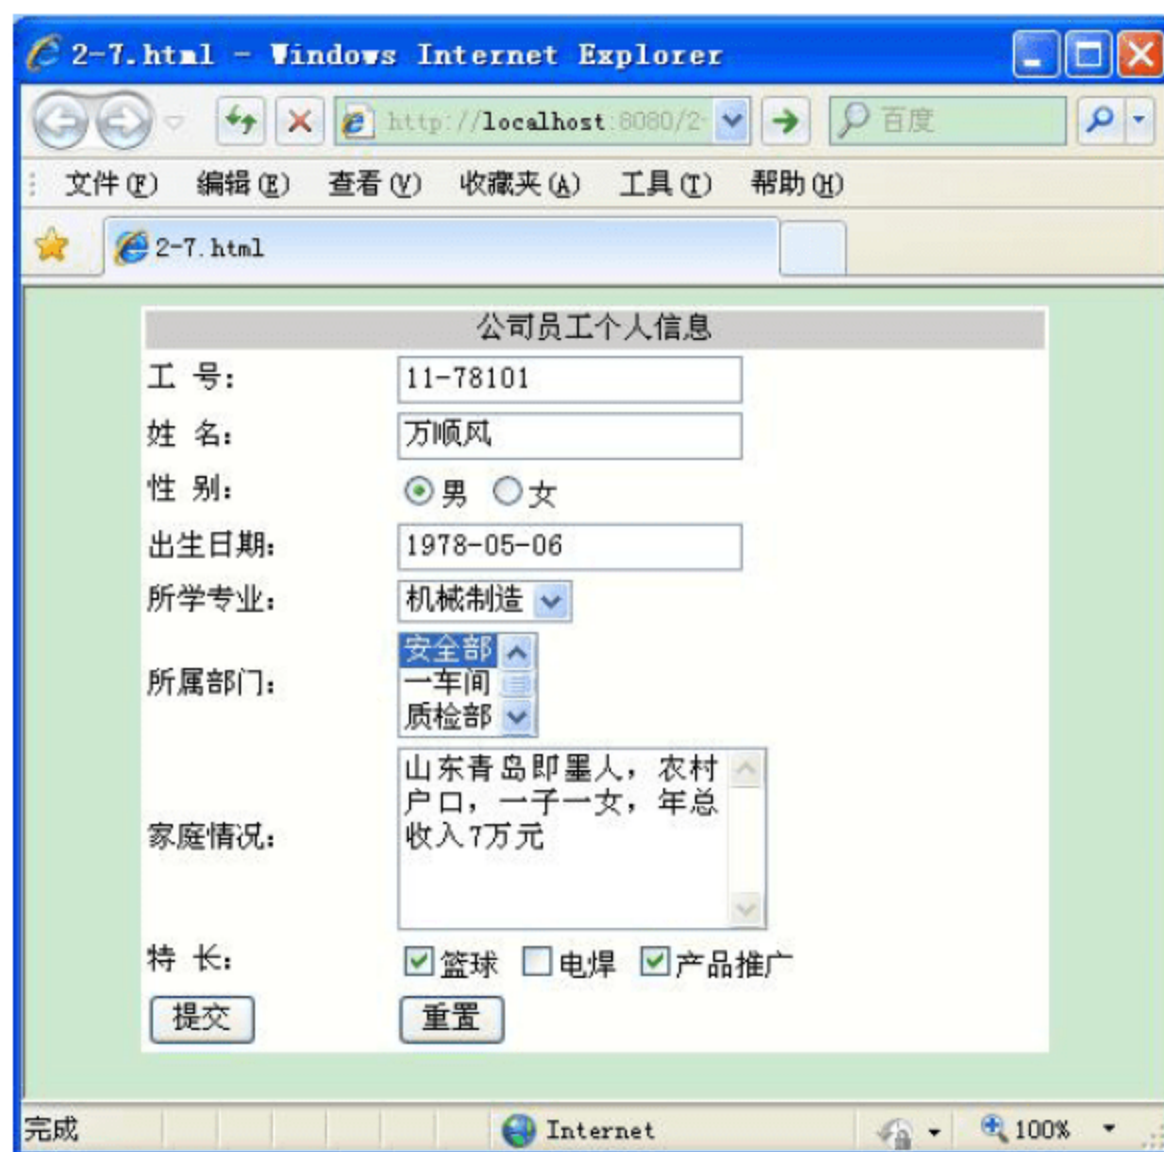 2-7.html - Windows Internet Explorer
http://localhost:8080/2- 百度
文件(F) 编辑(E) 查看(V) 收藏夹(A) 工具(T) 帮助(H)
2-7.html
公司员工个人信息
工 号： 11-78101
姓 名： 万顺风
性 别： 男 女
出生日期： 1978-05-06
所学专业： 机械制造
安全部
所属部门： 一车间
质检部
山东青岛即墨人，农村
户口，一子一女，年总
家庭情况： 收入7万元
特 长： 篮球 电焊 产品推广
提交 重置
完成 Internet 100%